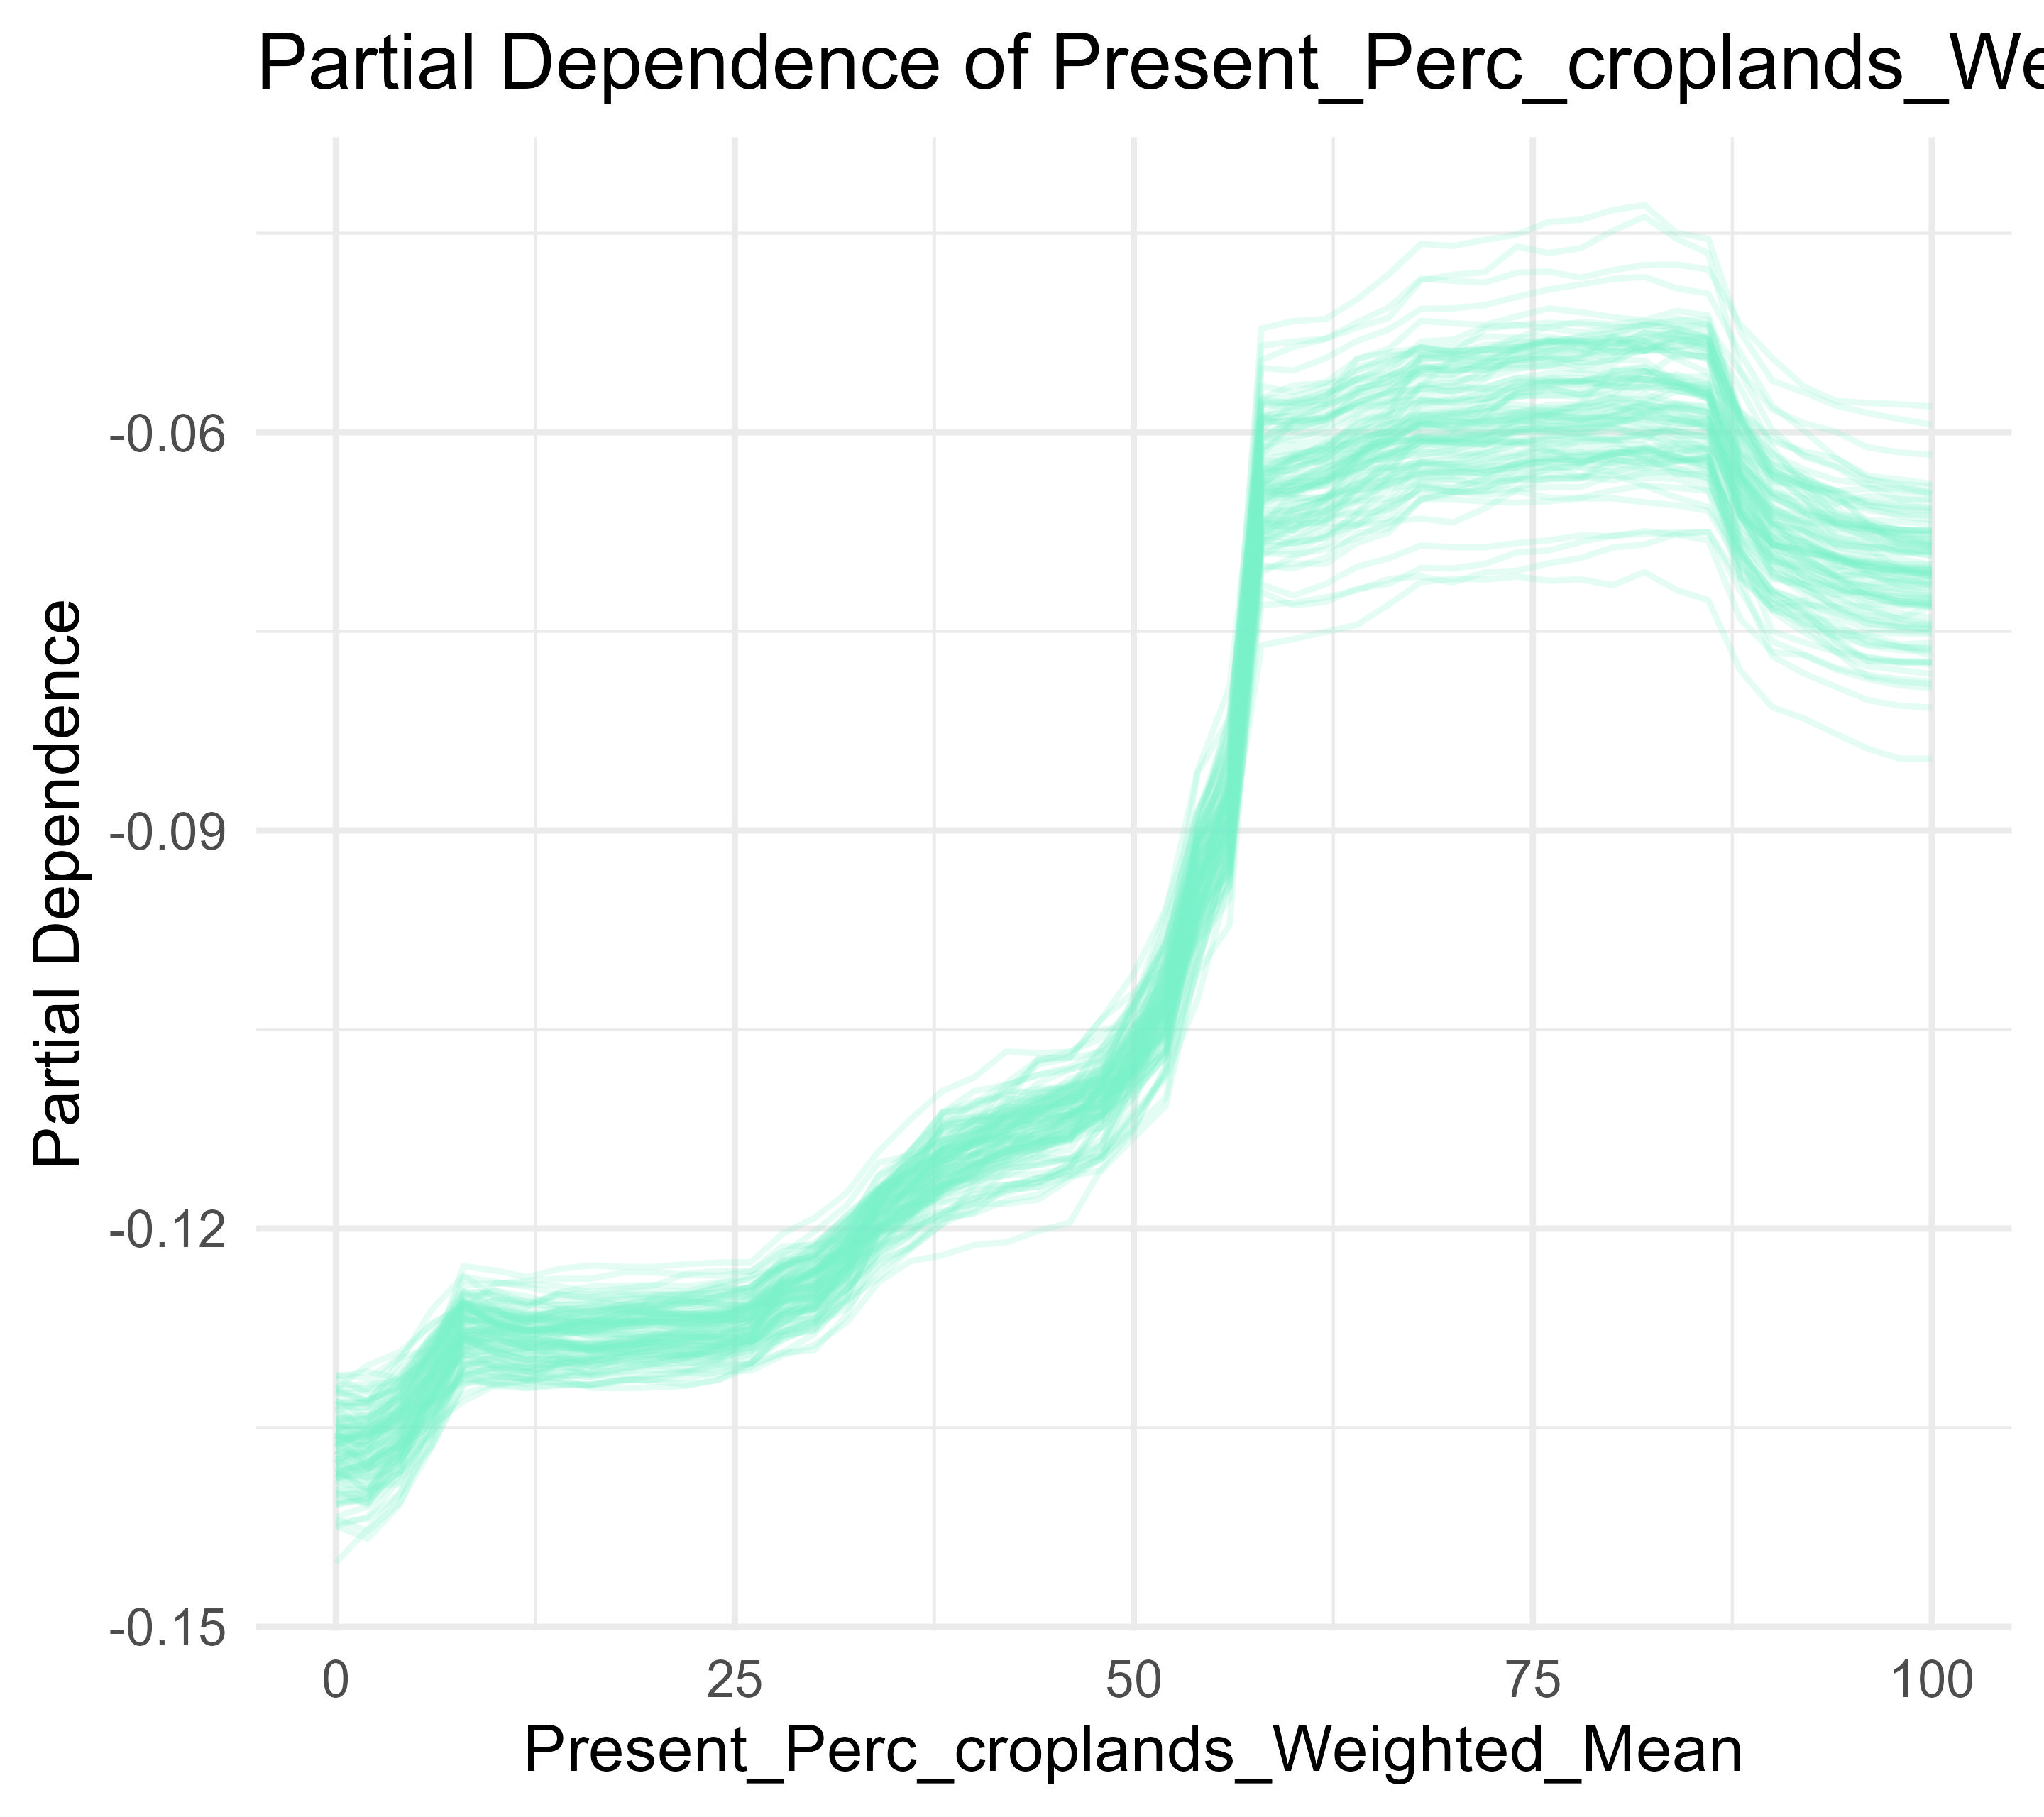 Partial Dependence of Present_Perc_croplands_We
Partial Dependence
-0.06
-0.09
-0.12
-0.15
0 25 50 75 100
Present_Perc_croplands_Weighted_Mean